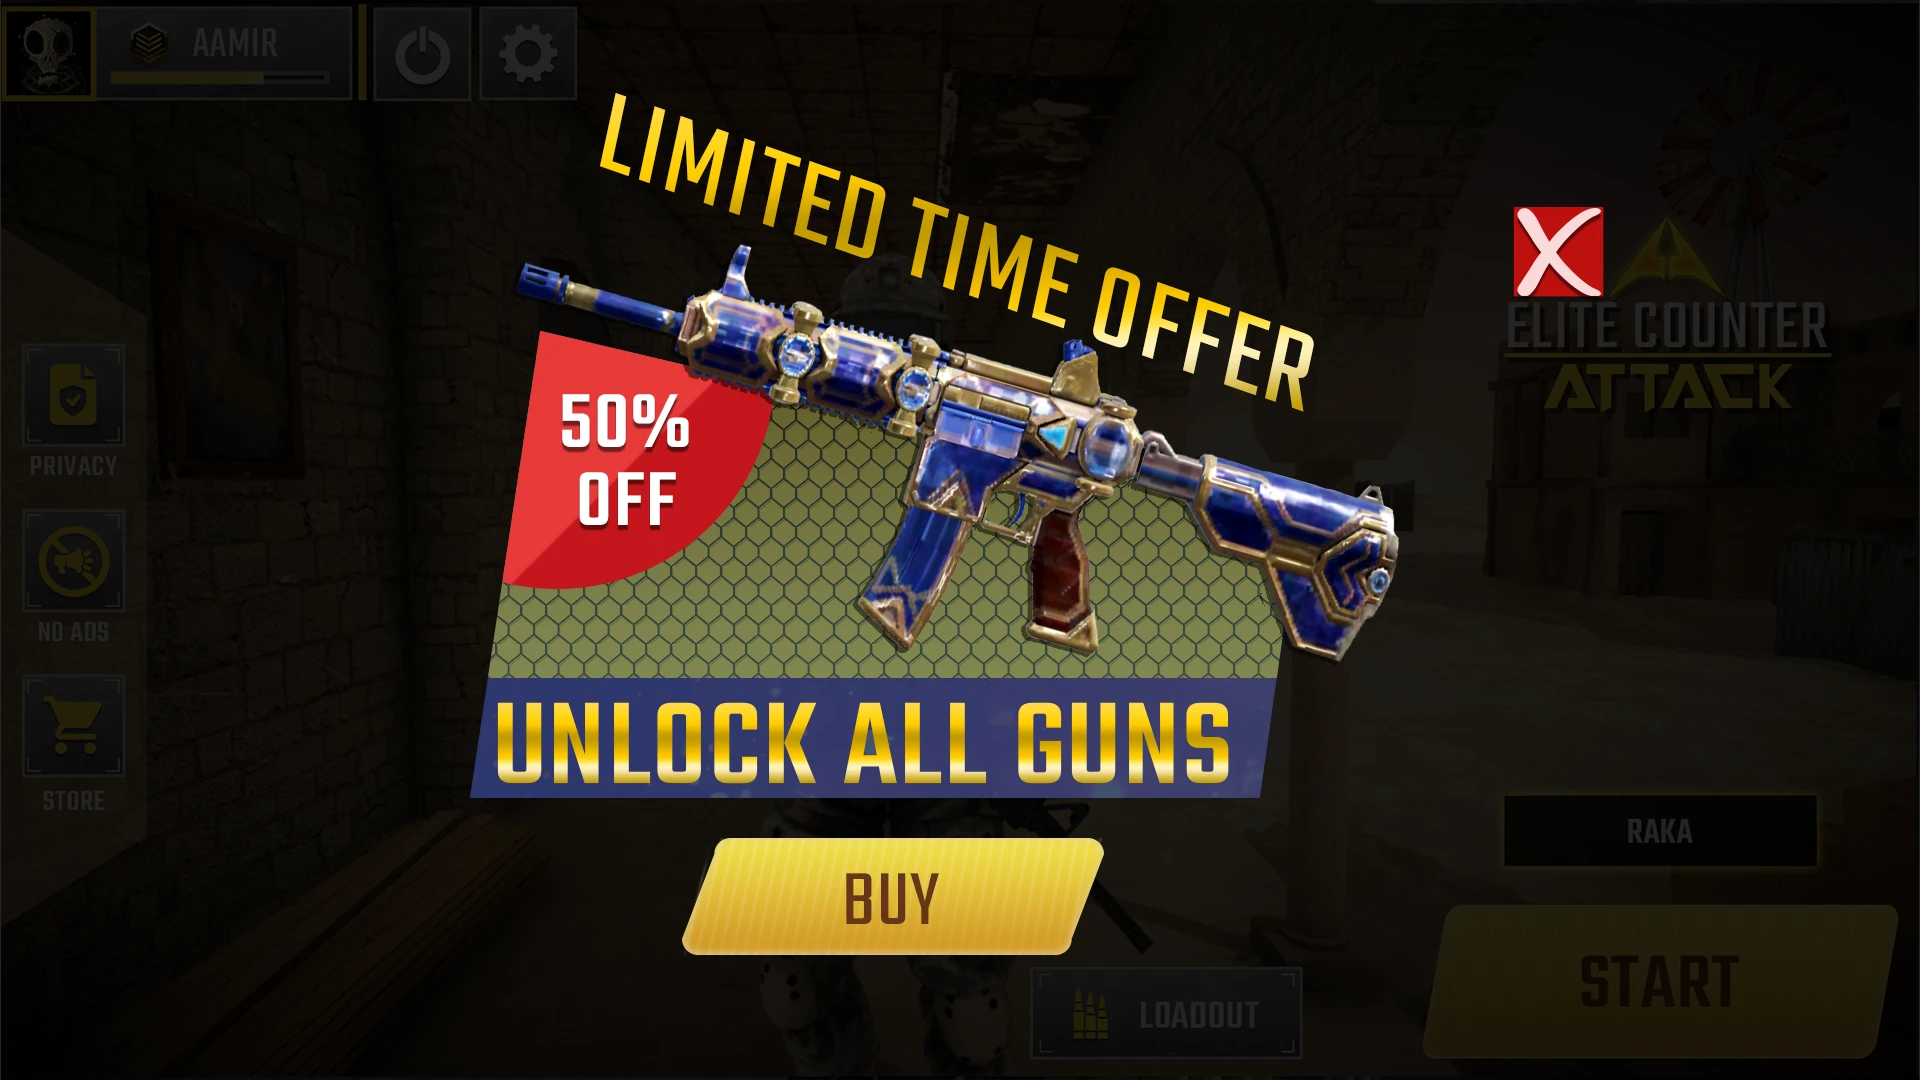 AAMIR
LIMITED TIME OFFER
50%
OFF
ELITE COUNTER
ATTACK
PRIVACY
NO ADS
UNLOCK ALL GUNS
STORE
RAKA
BUY
START
LOADOUT